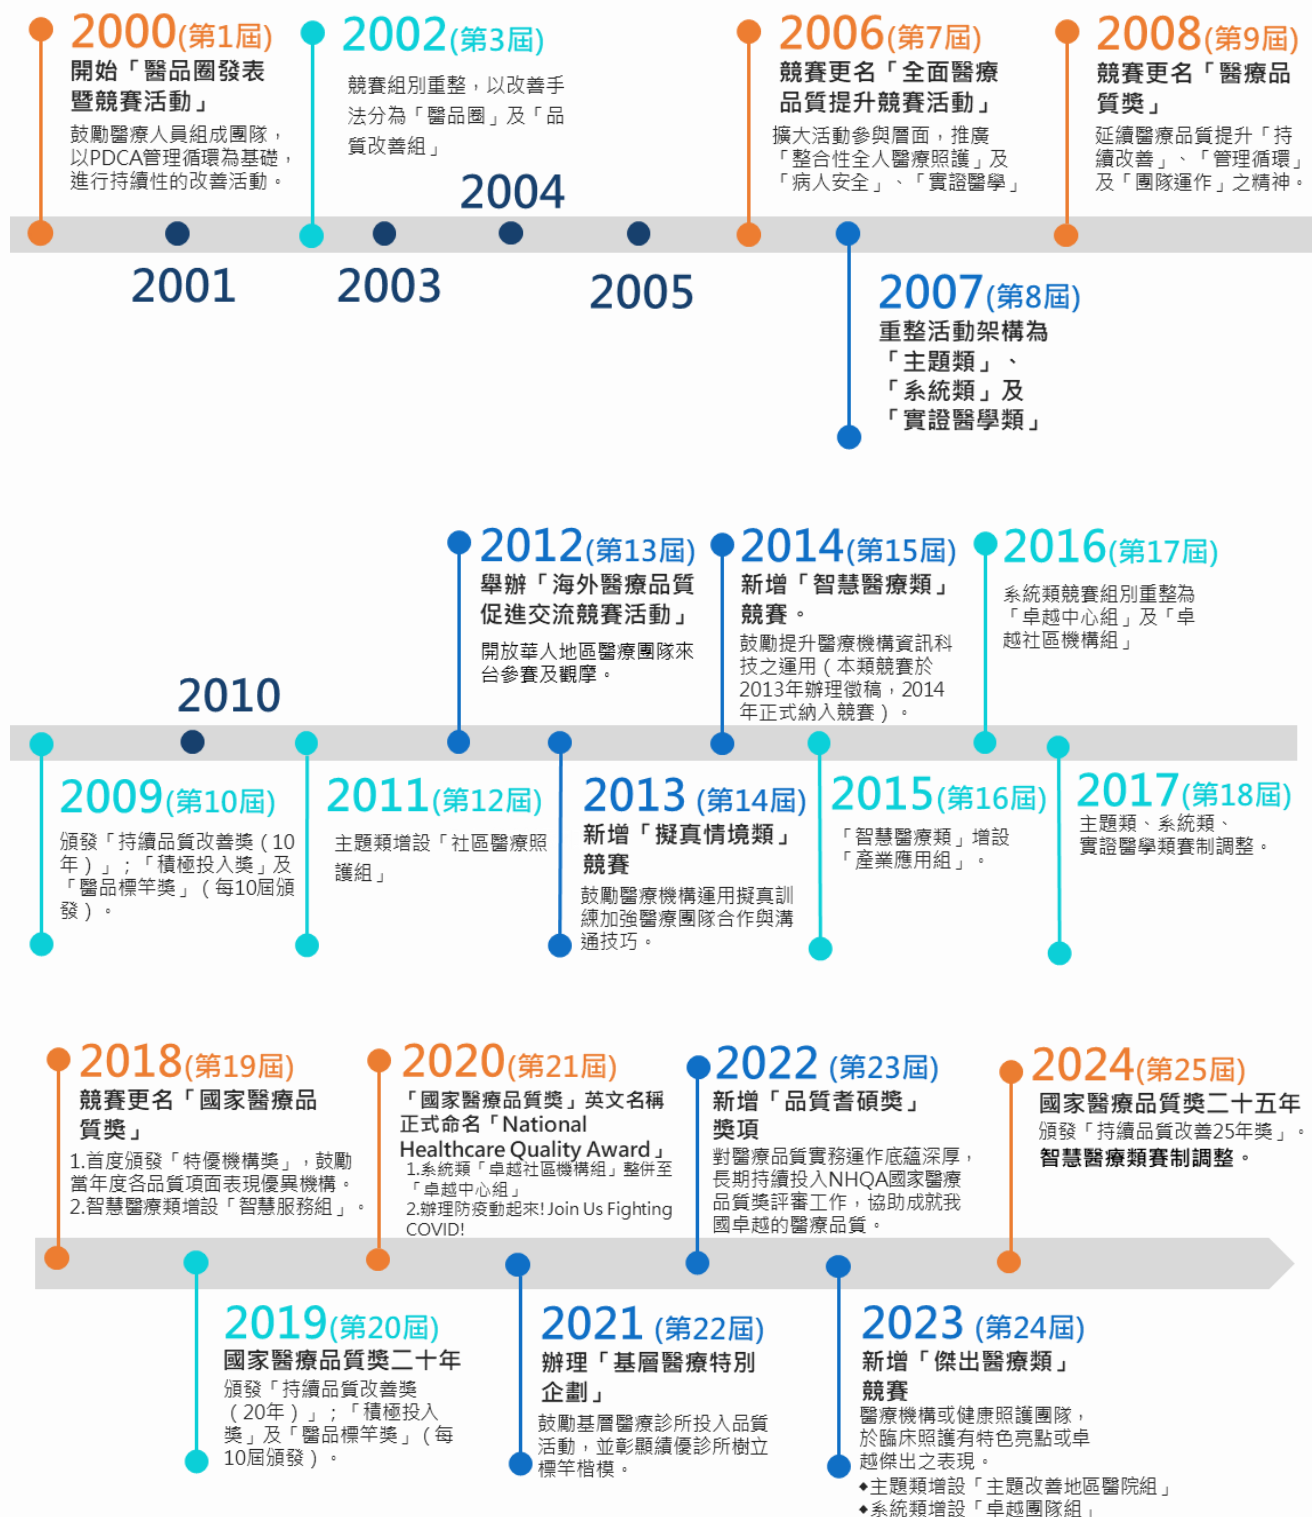 2000(第1屆)
開始「醫品圈發表
暨競賽活動」
鼓勵醫療人員組成團隊，
以PDCA管理循環為基礎，
進行持續性的改善活動。
2001
2002(第3屆)
競賽組別重整，以改善手
法分為「醫品圈」及「品
質改善組」
2003
2004
2005
2006(第7屆)
競賽更名「全面醫療
品質提升競賽活動」
擴大活動參與層面，推廣
「整合性全人醫療照護」及
「病人安全」、「實證醫學」
2007(第8屆)
重整活動架構為
「主題類」、
「系統類」及
「實證醫學類」
2008(第9屆)
競賽更名「醫療品
質獎」
延續醫療品質提升「持
續改善」、「管理循環」
及「團隊運作」之精神。
2009(第10屆)
頒發「持續品質改善獎（10
年）」；「積極投入獎」及
「醫品標竿獎」（每10屆頒
發）。
2010
2011(第12屆)
主題類增設「社區醫療照
護組」
2012(第13屆)
舉辦「海外醫療品質
促進交流競賽活動」
開放華人地區醫療團隊來
台參賽及觀摩。
2013 (第14屆)
新增「擬真情境類」
競賽
鼓勵醫療機構運用擬真訓
練加強醫療團隊合作與溝
通技巧。
2014(第15屆)
新增「智慧醫療類」
競賽。
鼓勵提升醫療機構資訊科
技之運用（本類競賽於
2013年辦理徵稿，2014
年正式納入競賽）。
2015(第16屆)
「智慧醫療類」增設
「產業應用組」。
2016(第17屆)
系統類競賽組別重整為
「卓越中心組」及「卓
越社區機構組」
2017(第18屆)
主題類、系統類、
實證醫學類賽制調整。
2018(第19屆)
競賽更名「國家醫療品
質獎」
1.首度頒發「特優機構獎」，鼓勵
當年度各品質項面表現優異機構。
2.智慧醫療類增設「智慧服務組」。
2019(第20屆)
國家醫療品質獎二十年
頒發「持續品質改善獎
（20年）」；「積極投入
獎」及「醫品標竿獎」（每
10屆頒發）。
2020(第21屆)
「國家醫療品質獎」英文名稱
正式命名「National
Healthcare Quality Award」
1.系統類「卓越社區機構組」整併至
「卓越中心組」
2.辦理防疫動起來! Join Us Fighting
COVID!
2021 (第22屆)
辦理「基層醫療特別
企劃」
鼓勵基層醫療診所投入品質
活動，並彰顯績優診所樹立
標竿楷模。
2022 (第23屆)
新增「品質耆碩獎」
獎項
對醫療品質實務運作底蘊深厚，
長期持續投入NHQA國家醫療
品質獎評審工作，協助成就我
國卓越的醫療品質。
2023 (第24屆)
新增「傑出醫療類」
競賽
醫療機構或健康照護團隊，
於臨床照護有特色亮點或卓
越傑出之表現。
◆主題類增設「主題改善地區醫院組」
◆系統類增設「卓越團隊組」
2024(第25屆)
國家醫療品質獎二十五年
頒發「持續品質改善25年獎」。
智慧醫療類賽制調整。